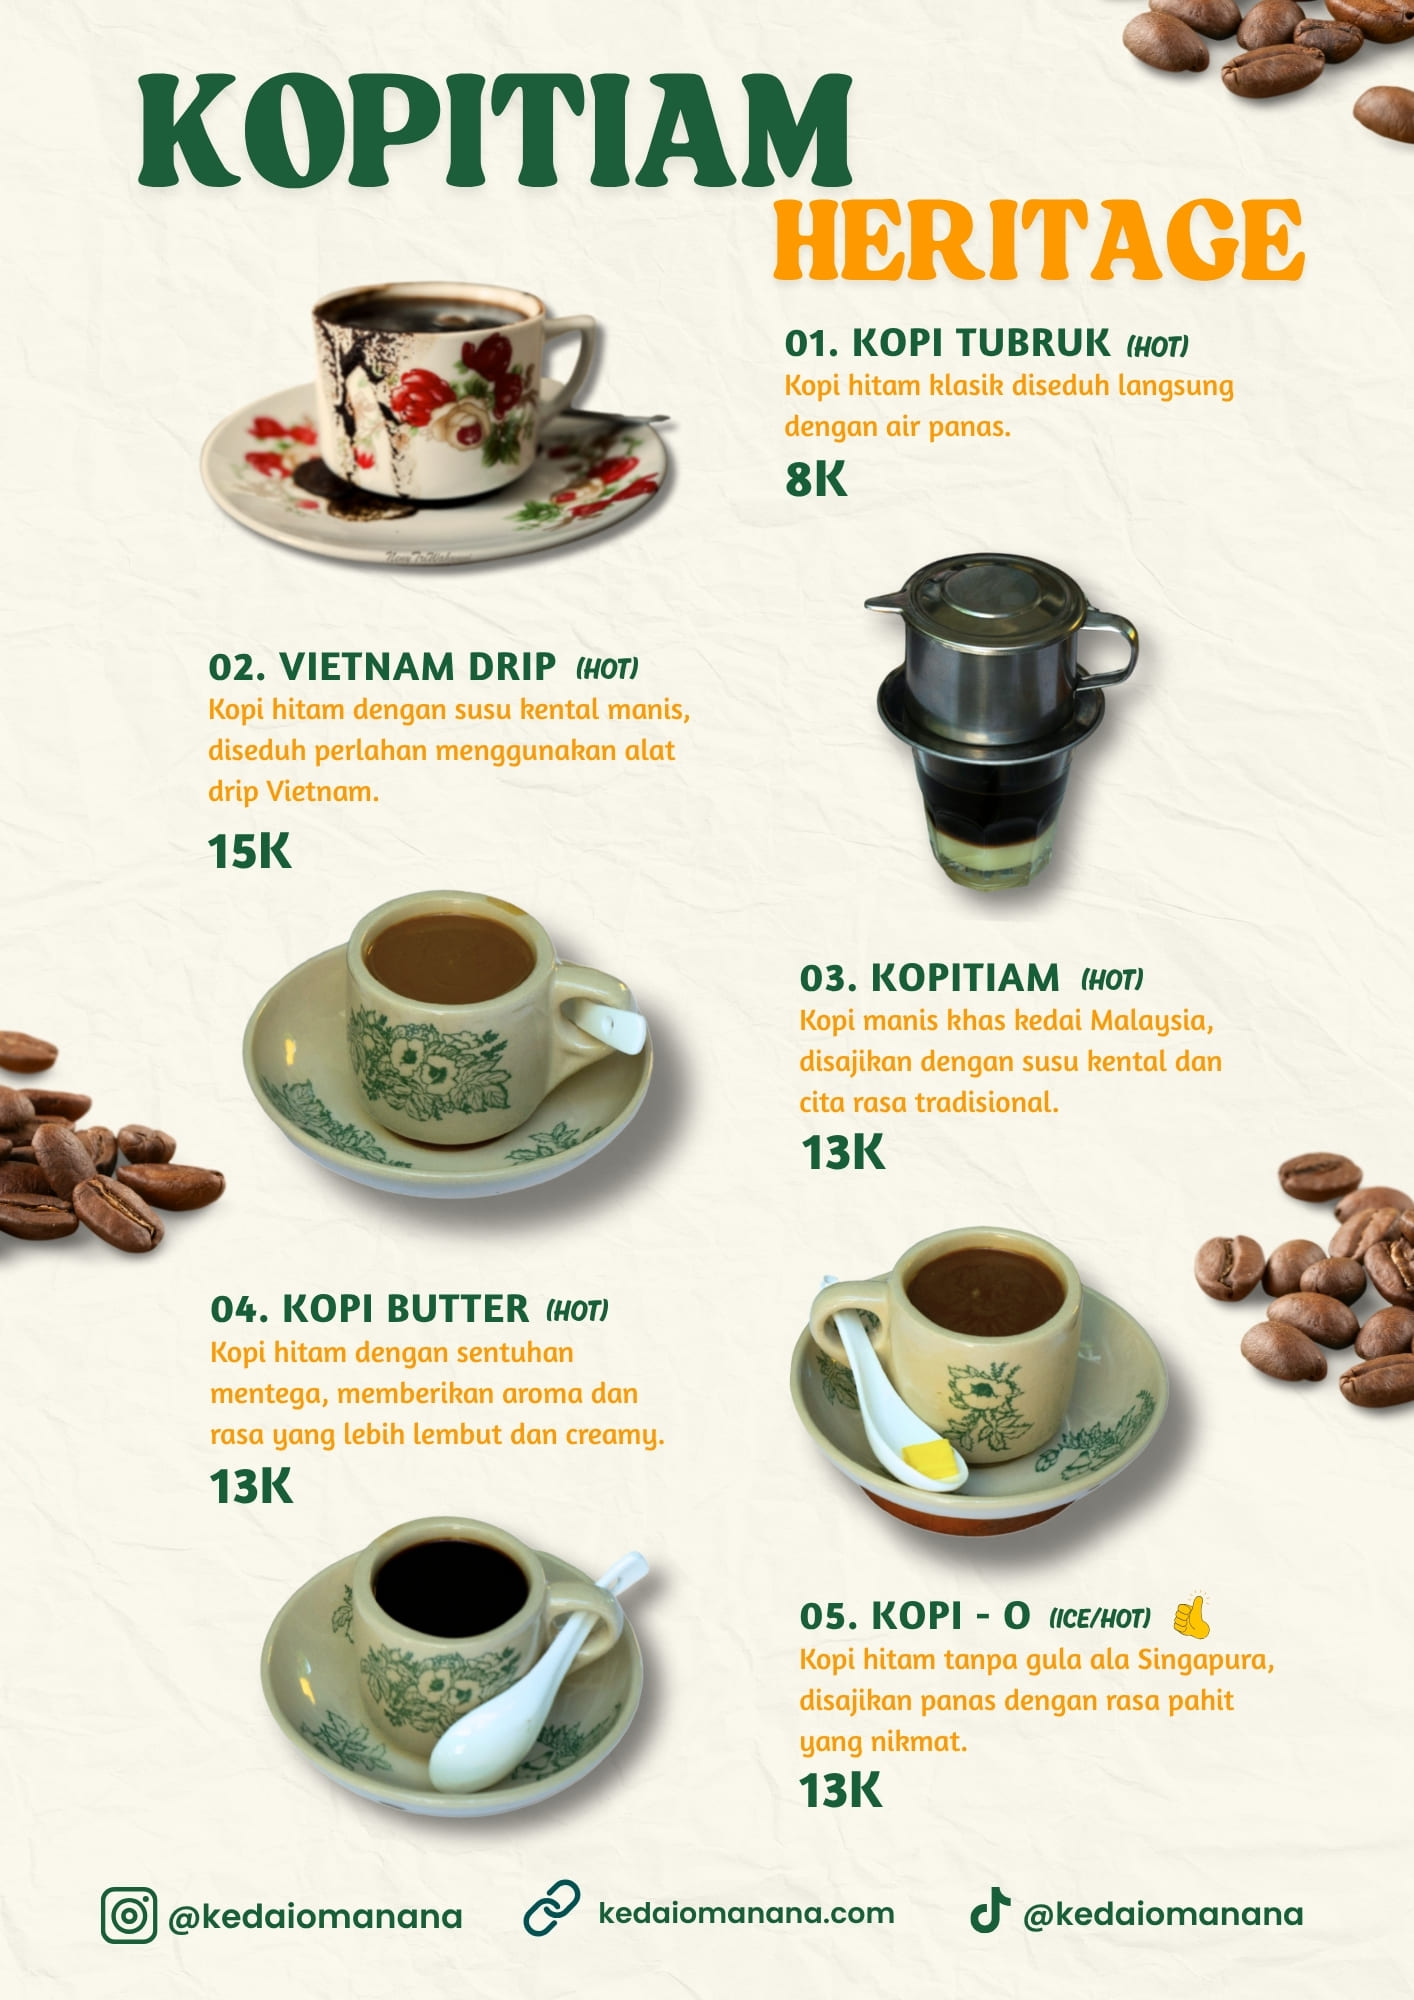 KOPITIAM
HERITAGE
01. KOPI TUBRUK (HOT)
Kopi hitam klasik diseduh langsung
dengan air panas.
8K
02. VIETNAM DRIP (HOT)
Kopi hitam dengan susu kental manis,
diseduh perlahan menggunakan alat
drip Vietnam.
15K
03. KOPITIAM (HOT)
Kopi manis khas kedai Malaysia,
disajikan dengan susu kental dan
cita rasa tradisional.
13K
04. KOPI BUTTER (HOT)
Kopi hitam dengan sentuhan
mentega, memberikan aroma dan
rasa yang lebih lembut dan creamy.
13K
05. KOPI - O (ICE/HOT)
Kopi hitam tanpa gula ala Singapura,
disajikan panas dengan rasa pahit
yang nikmat.
13K
@kedaiomanana
kedaiomanana.com
@kedaiomanana